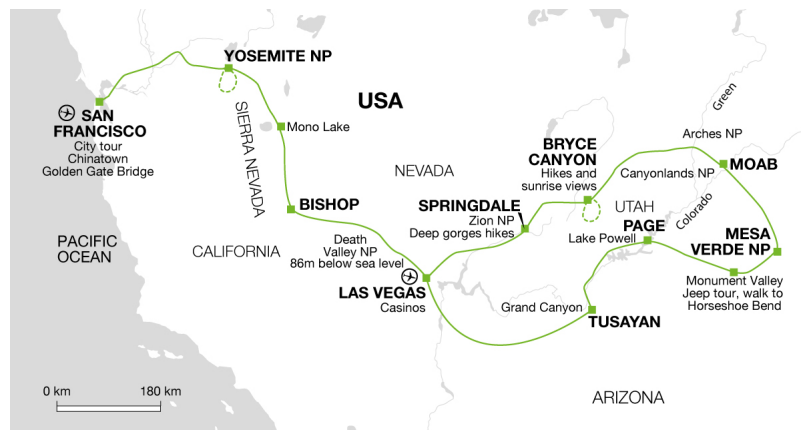 YOSEMITE NP
USA
SAN
FRANCISCO
City tour
Chinatown
Golden Gate Bridge
SIERRA NEVADA
Mono Lake
BISHOP
NEVADA
PACIFIC
OCEAN
CALIFORNIA
Death
Valley NP
86m below sea level
LAS VEGAS
Casinos
SPRINGDALE
Zion NP
Deep gorges hikes
BRYCE
CANYON
Hikes and
sunrise views
UTAH
Green
Arches NP
MOAB
Canyonlands NP
Colorado
PAGE
Lake Powell
MESA
VERDE NP
Monument Valley
Jeep tour, walk to
Horseshoe Bend
Grand Canyon
TUSAYAN
ARIZONA
0 km
180 km